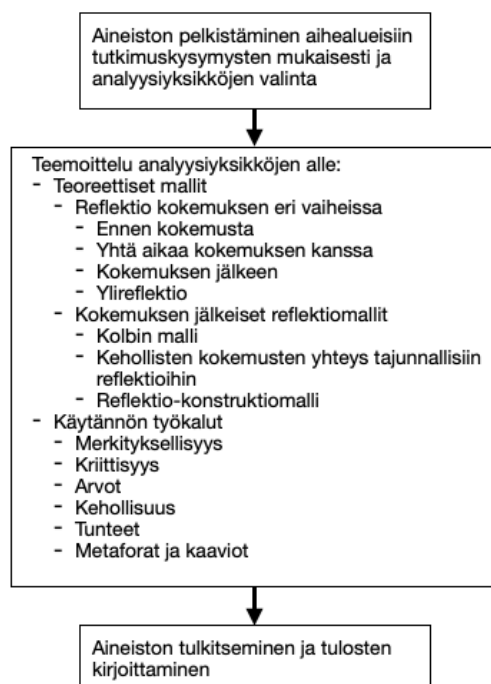 Aineiston pelkistäminen aihealueisiin
tutkimuskysymysten mukaisesti ja
analyysiyksikköjen valinta
Teemoittelu analyysiyksikköjen alle:
- Teoreettiset mallit
- Reflektio kokemuksen eri vaiheissa
- Ennen kokemusta
- Yhtä aikaa kokemuksen kanssa
- Kokemuksen jälkeen
- Ylireflektio
- Kokemuksen jälkeiset reflektiomallit
- Kolbin malli
- Kehollisten kokemusten yhteys tajunnallisiin
reflektioihin
- Reflektio-konstruktiomalli
- Käytännön työkalut
- Merkityksellisyys
- Kriittisyys
- Arvot
- Kehollisuus
- Tunteet
- Metaforat ja kaaviot
Aineiston tulkitseminen ja tulosten
kirjoittaminen